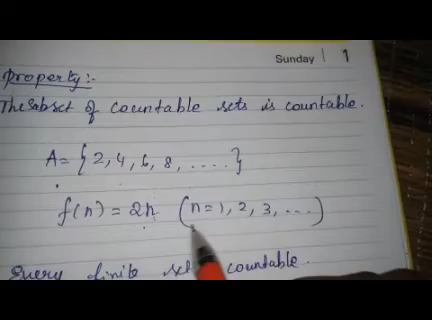 Sunday | 1
Property:-
The subset of countable sets is countable.
A = { 2, 4, 6, 8, ..... }
f(n) = 2n (n = 1, 2, 3, ...)
Every finite set countable.